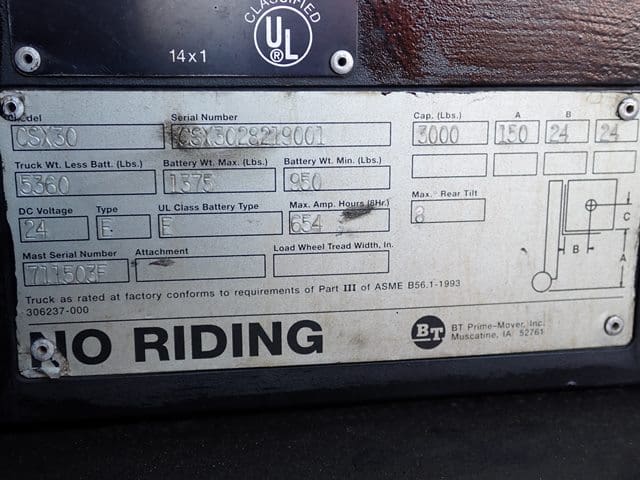 CLASSIFIED
UL
®
14x1
Model
Serial Number
Cap. (Lbs.) A B C
CSX30
CSX3028219001
3000 150 24 24
Truck Wt. Less Batt. (Lbs.)
Battery Wt. Max. (Lbs.)
Battery Wt. Min. (Lbs.)
5360
1375
950
DC Voltage
Type
UL Class Battery Type
Max. Amp. Hours (8Hr.)
Max. Rear Tilt
24
E
E
654
8
Mast Serial Number
Attachment
Load Wheel Tread Width, In.
711503F
C
B
A
Truck as rated at factory conforms to requirements of Part III of ASME B56.1-1993
306237-000
NO RIDING
BT
BT Prime-Mover, Inc.
Muscatine, IA 52761